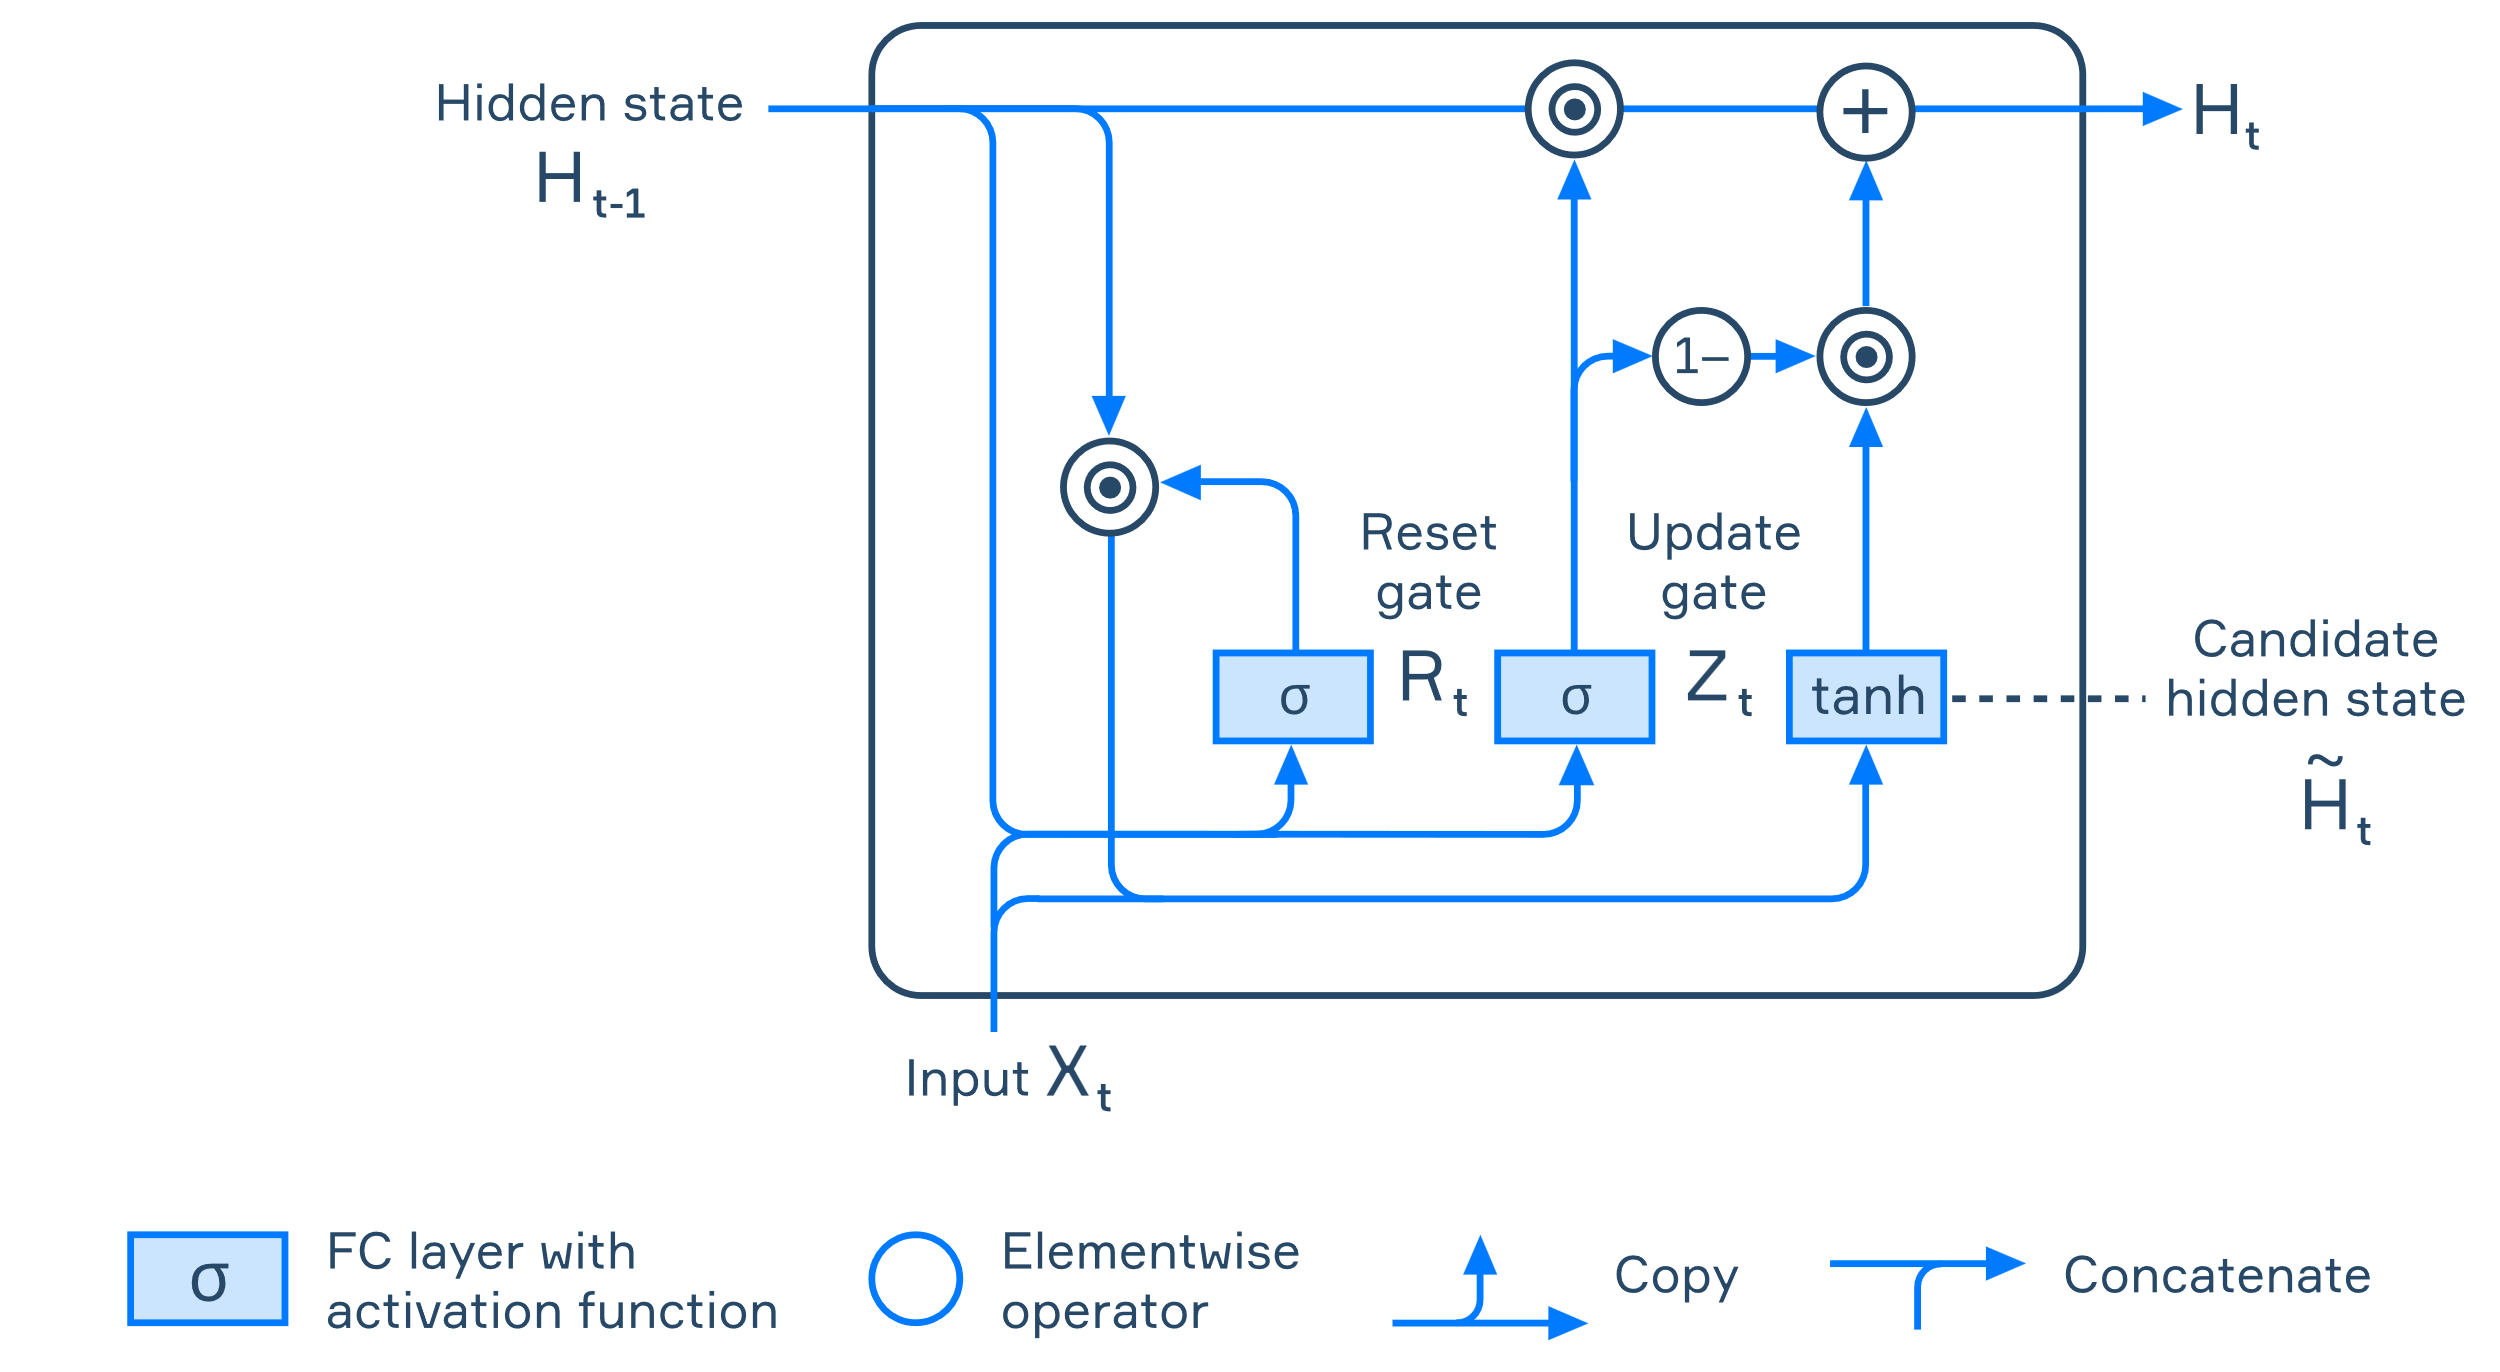 Hidden state
H t-1
+
H t
1–
Reset
gate
R t
Update
gate
Z t
σ
σ
tanh
Candidate
hidden state
H̃ t
Input X t
σ
FC layer with
activation function
Elementwise
operator
Copy
Concatenate